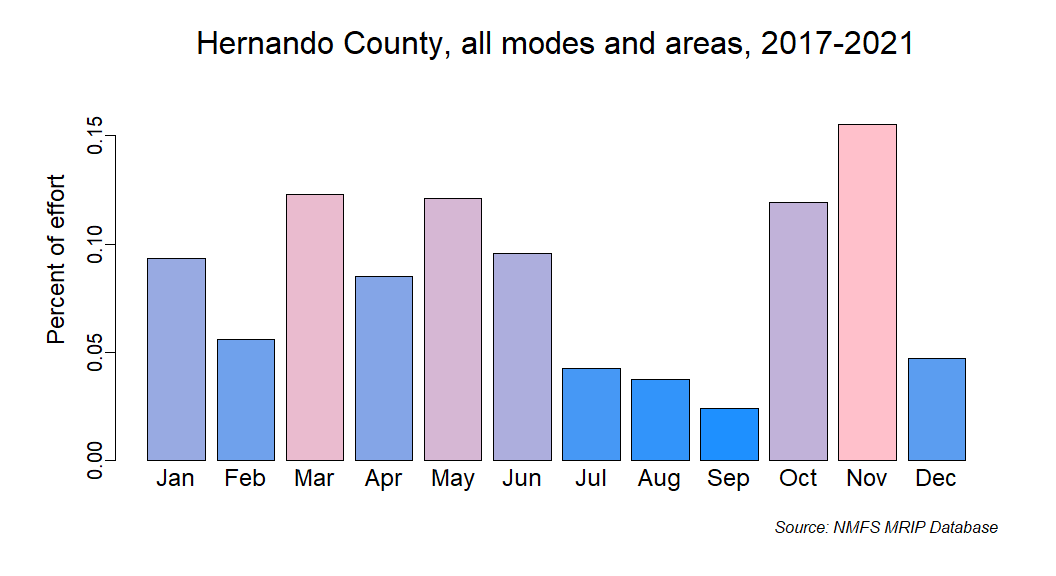 Hernando County, all modes and areas, 2017-2021
Percent of effort
0.15
0.10
0.05
0.00
Jan Feb Mar Apr May Jun Jul Aug Sep Oct Nov Dec
Source: NMFS MRIP Database